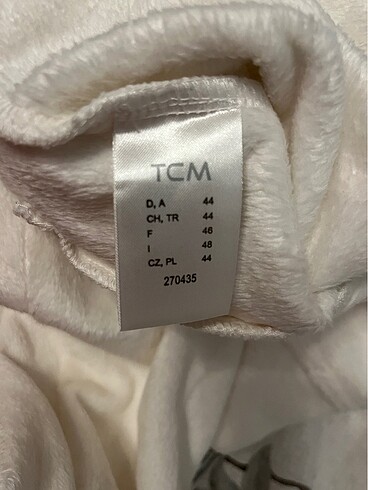 TCM
D, A 44
CH, TR 44
F 46
I 48
CZ, PL 44
270435